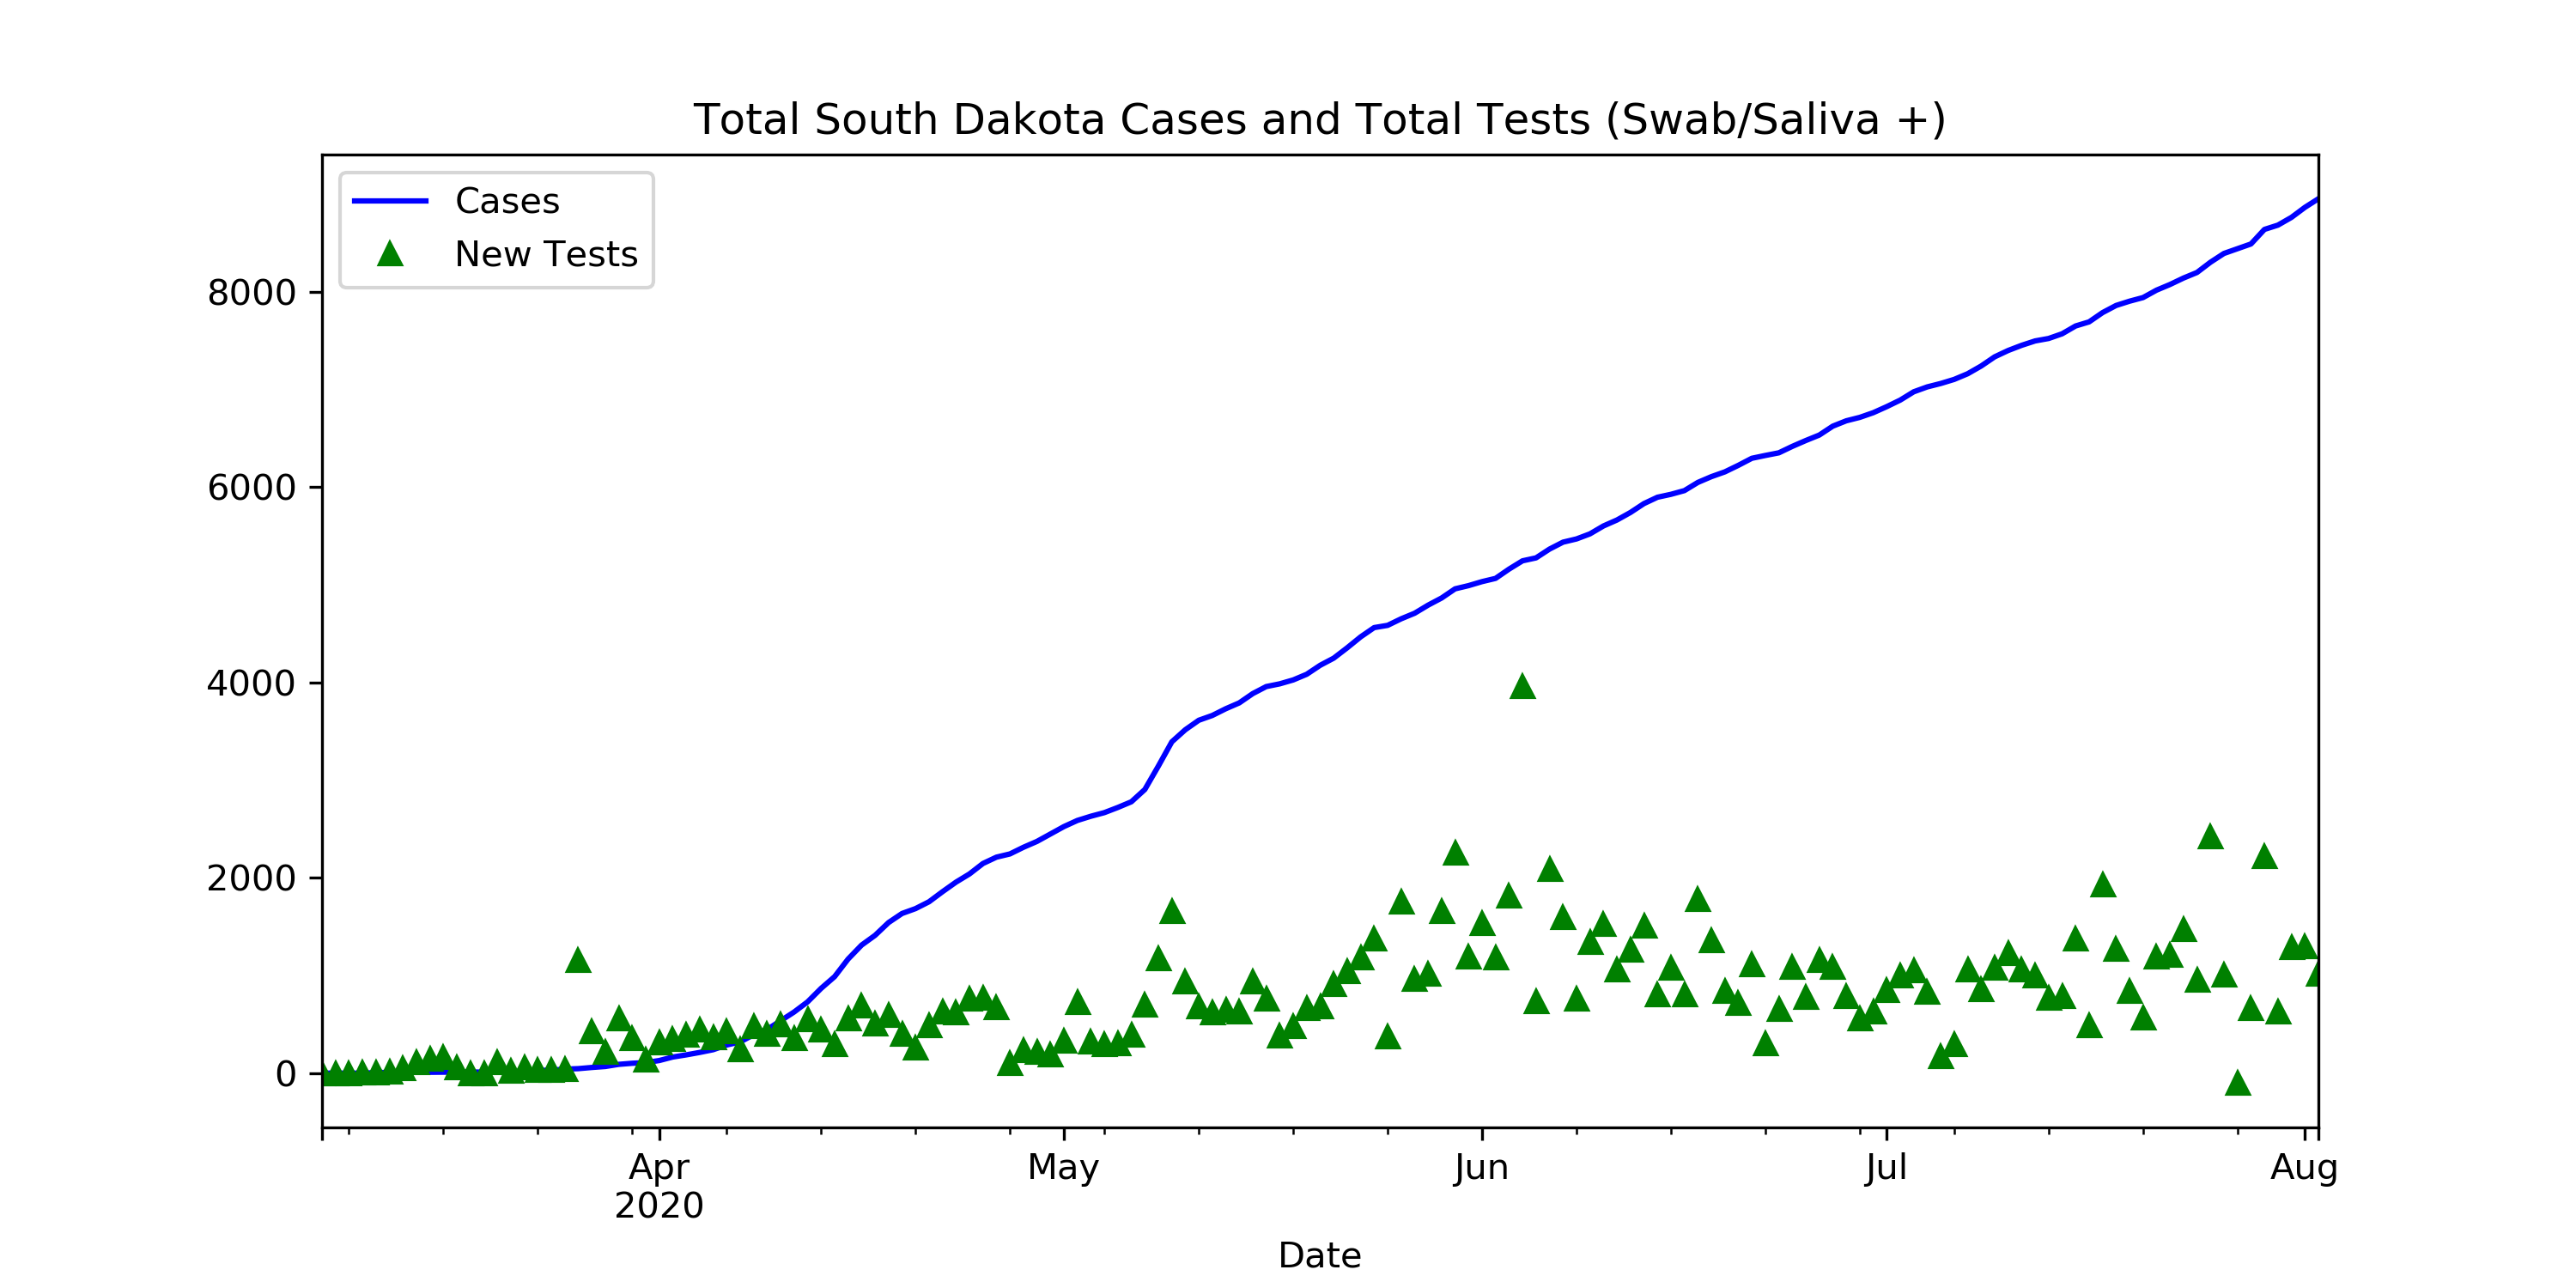 Total South Dakota Cases and Total Tests (Swab/Saliva +)
Cases
New Tests
8000
6000
4000
2000
0
Apr
2020
May
Jun
Jul
Aug
Date